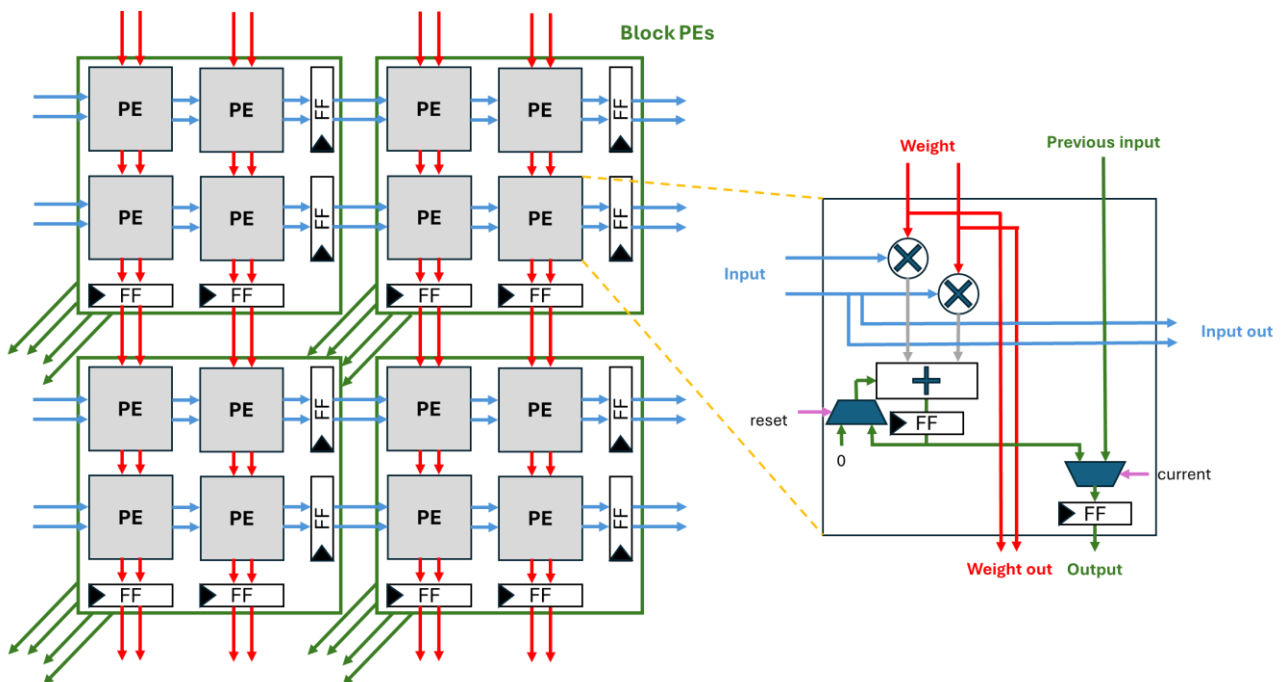 Block PEs
PE PE FF PE PE FF
PE PE FF PE PE FF
FF FF FF FF
PE PE FF PE PE FF
PE PE FF PE PE FF
FF FF FF FF
Weight
Previous input
Input
Input out
reset
FF
0
current
FF
Weight out
Output